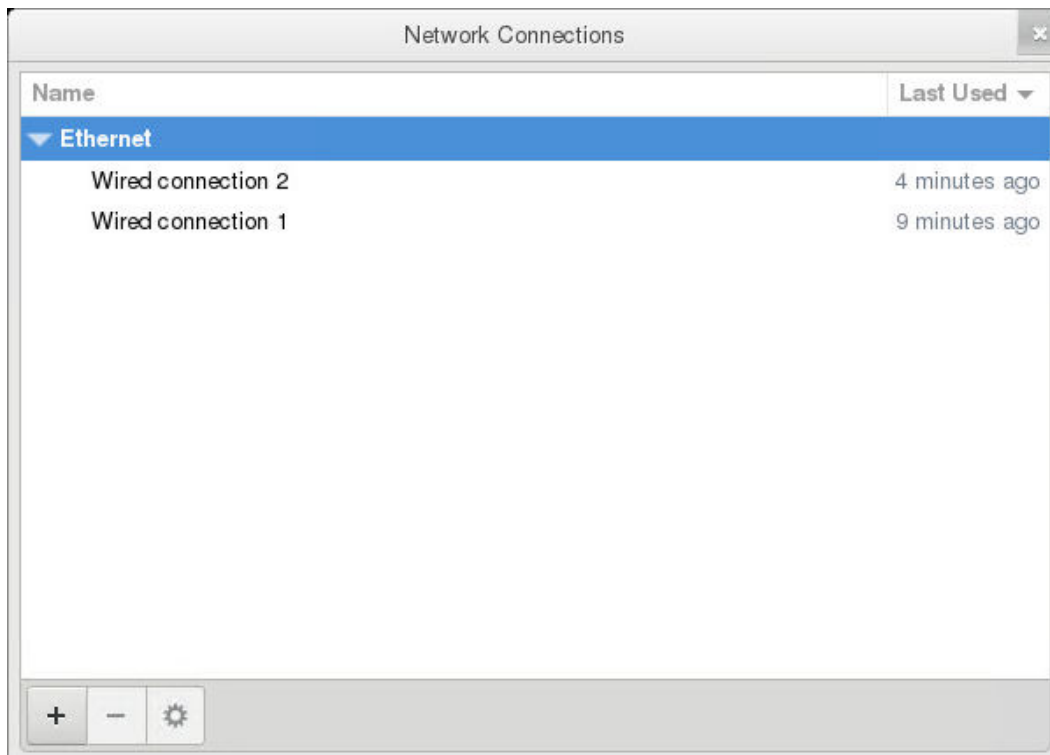 Network Connections
Name Last Used
Ethernet
Wired connection 2 4 minutes ago
Wired connection 1 9 minutes ago